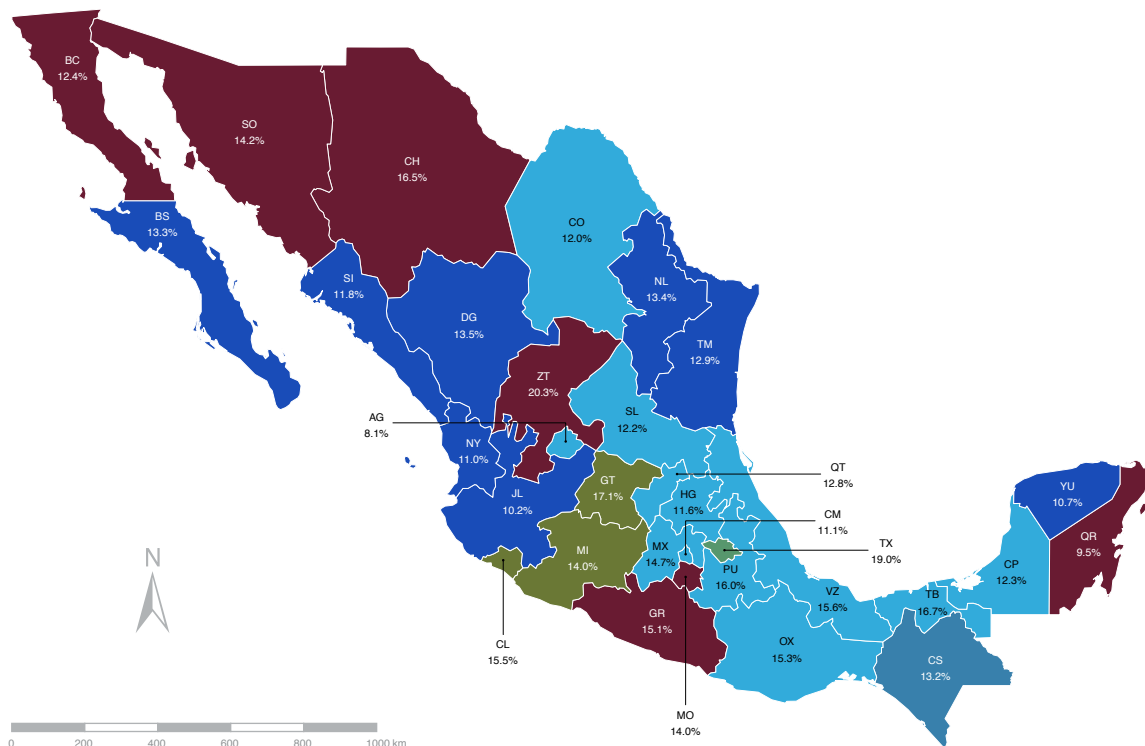 BC
12.4%
SO
14.2%
CH
16.5%
BS
13.3%
CO
12.0%
SI
11.8%
NL
13.4%
DG
13.5%
TM
12.9%
ZT
20.3%
SL
12.2%
AG
8.1%
NY
11.0%
QT
12.8%
GT
17.1%
HG
11.6%
JL
10.2%
YU
10.7%
CM
11.1%
QR
9.5%
TX
19.0%
MI
14.0%
MX
14.7%
PU
16.0%
CP
12.3%
N
VZ
15.6%
TB
16.7%
GR
15.1%
CL
15.5%
OX
15.3%
CS
13.2%
MO
14.0%
0 200 400 600 800 1000 km